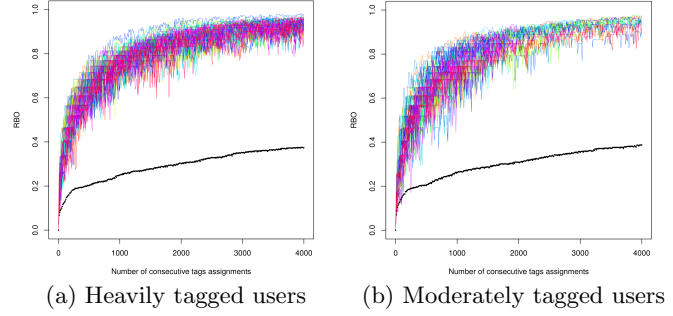 1.0
0.8
0.6
0.4
0.2
0.0
RBO
0 1000 2000 3000 4000
Number of consecutive tags assignments
(a) Heavily tagged users
1.0
0.8
0.6
0.4
0.2
0.0
RBO
0 1000 2000 3000 4000
Number of consecutive tags assignments
(b) Moderately tagged users